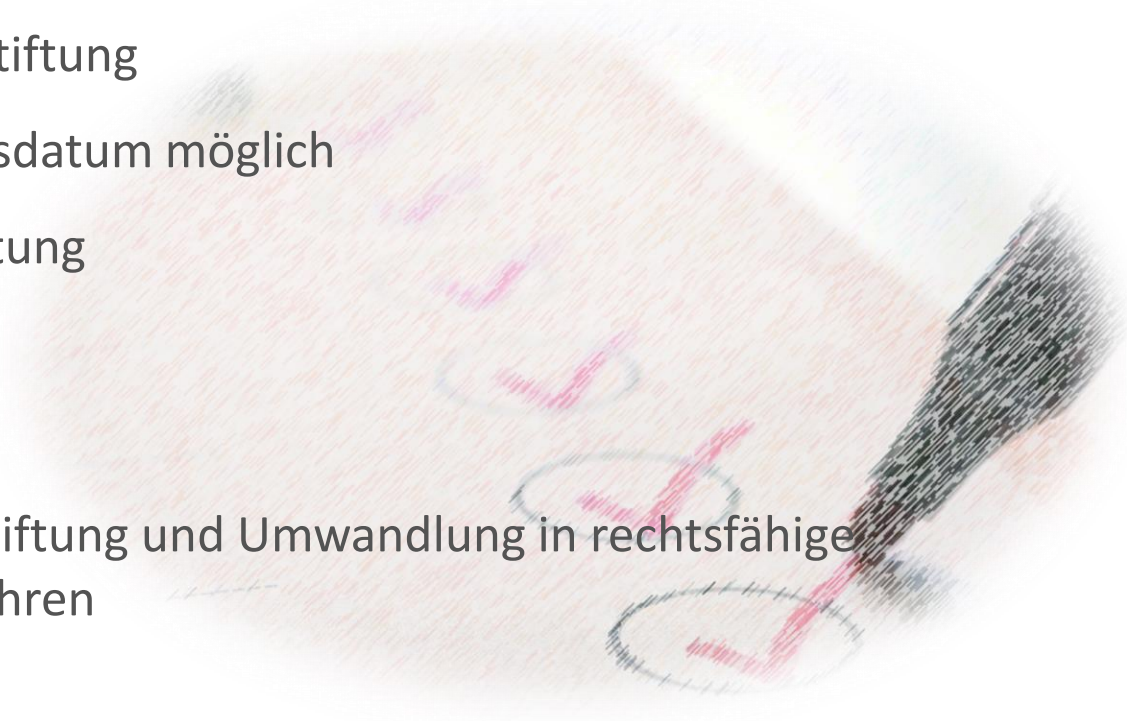 tiftung
sdatum möglich
tung
iftung und Umwandlung in rechtsfähige
hren